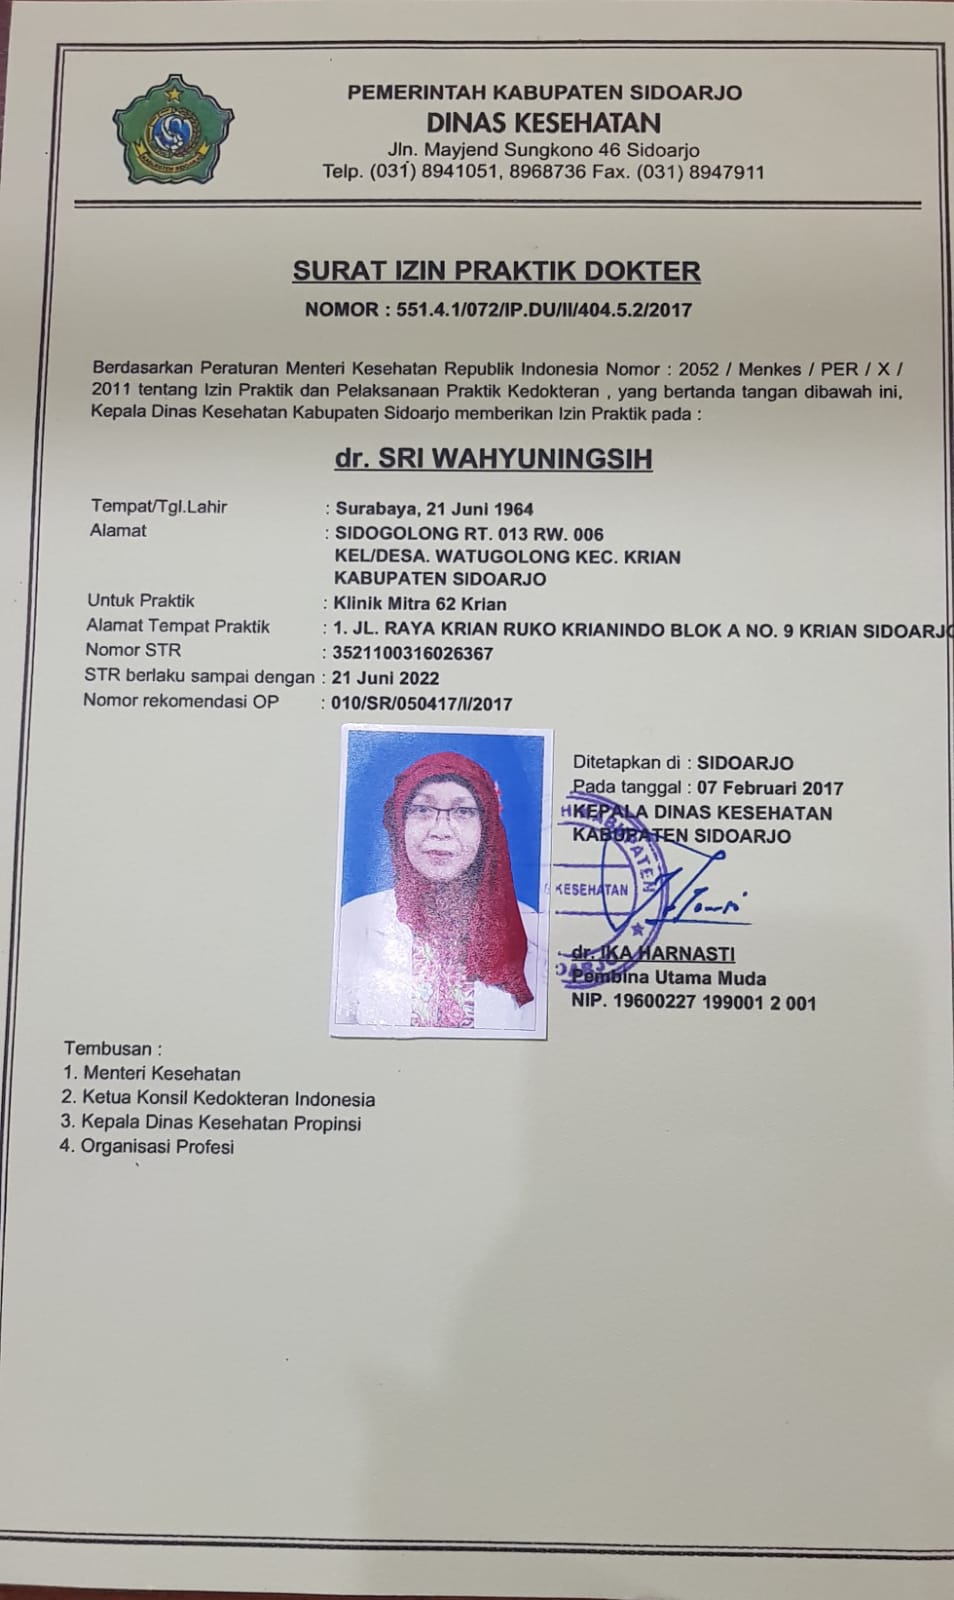 PEMERINTAH KABUPATEN SIDOARJO
DINAS KESEHATAN
Jln. Mayjend Sungkono 46 Sidoarjo
Telp. (031) 8941051, 8968736 Fax. (031) 8947911
KABUPATEN SIDOARJO
SURAT IZIN PRAKTIK DOKTER
NOMOR : 551.4.1/072/IP.DU/II/404.5.2/2017
Berdasarkan Peraturan Menteri Kesehatan Republik Indonesia Nomor : 2052 / Menkes / PER / X /
2011 tentang Izin Praktik dan Pelaksanaan Praktik Kedokteran , yang bertanda tangan dibawah ini,
Kepala Dinas Kesehatan Kabupaten Sidoarjo memberikan Izin Praktik pada :
dr. SRI WAHYUNINGSIH
Tempat/Tgl.Lahir : Surabaya, 21 Juni 1964
Alamat : SIDOGOLONG RT. 013 RW. 006
KEL/DESA. WATUGOLONG KEC. KRIAN
KABUPATEN SIDOARJO
Untuk Praktik : Klinik Mitra 62 Krian
Alamat Tempat Praktik : 1. JL. RAYA KRIAN RUKO KRIANINDO BLOK A NO. 9 KRIAN SIDOARJO
Nomor STR : 3521100316026367
STR berlaku sampai dengan : 21 Juni 2022
Nomor rekomendasi OP : 010/SR/050417/I/2017
Ditetapkan di : SIDOARJO
Pada tanggal : 07 Februari 2017
KEPALA DINAS KESEHATAN
KABUPATEN SIDOARJO
KABUPATEN
KESEHATAN
dr. IKA HARNASTI
Pembina Utama Muda
NIP. 19600227 199001 2 001
Tembusan :
1. Menteri Kesehatan
2. Ketua Konsil Kedokteran Indonesia
3. Kepala Dinas Kesehatan Propinsi
4. Organisasi Profesi